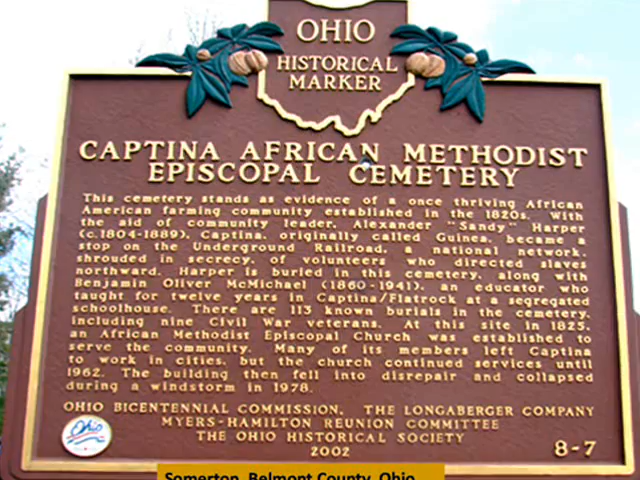 OHIO
HISTORICAL
MARKER
CAPTINA AFRICAN METHODIST
EPISCOPAL CEMETERY
This cemetery stands as evidence of a once thriving African
American farming community established in the 1820s. With
the aid of community leader, Alexander "Sandy" Harper
(c.1804-1889), Captina, originally called Guinea, became a
stop on the Underground Railroad, a national network,
shrouded in secrecy, of volunteers who directed slaves
northward. Harper is buried in this cemetery, along with
Benjamin Oliver McMichael (1860-1941), an educator who
taught for twelve years in Captina/Flatrock at a segregated
schoolhouse. There are 113 known burials in the cemetery,
including nine Civil War veterans. At this site in 1825,
an African Methodist Episcopal Church was established to
serve the community. Many of its members left Captina
to work in cities, but the church continued services until
1962. The building then fell into disrepair and collapsed
during a windstorm in 1978.
OHIO BICENTENNIAL COMMISSION, THE LONGABERGER COMPANY
MYERS-HAMILTON REUNION COMMITTEE
THE OHIO HISTORICAL SOCIETY
2002
Ohio
8-7
Somerton, Belmont County, Ohio